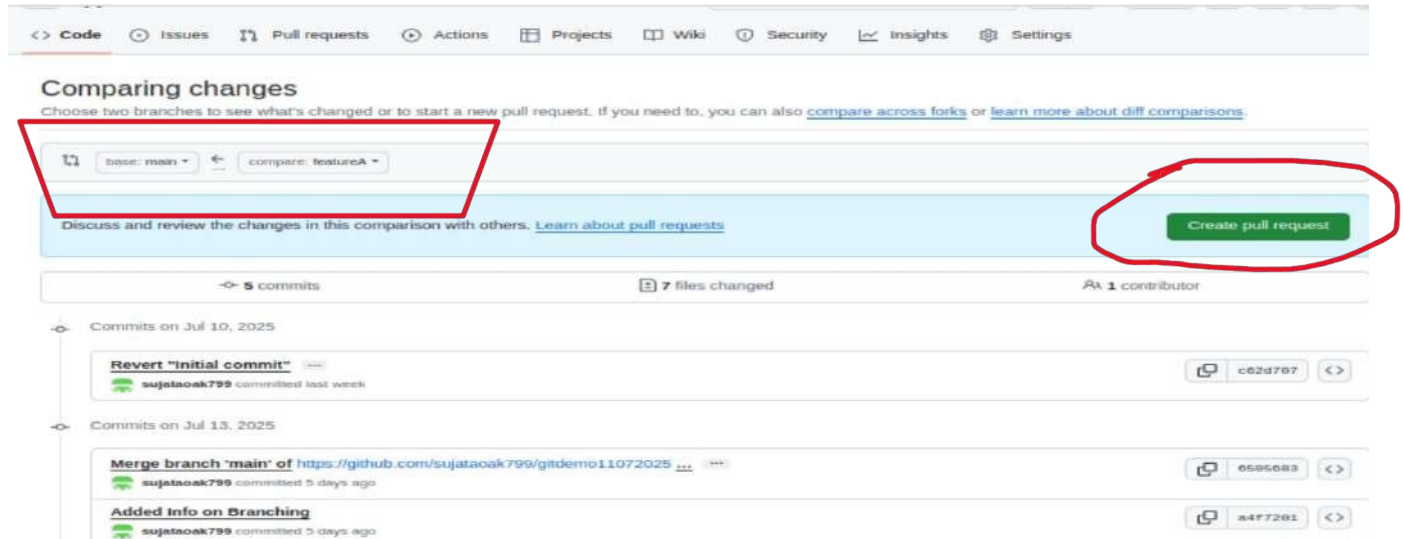 <> Code Issues Pull requests Actions Projects Wiki Security Insights Settings
Comparing changes
Choose two branches to see what's changed or to start a new pull request. If you need to, you can also compare across forks or learn more about diff comparisons.
base: main compare: featureA
Discuss and review the changes in this comparison with others. Learn about pull requests Create pull request
5 commits 7 files changed 1 contributor
Commits on Jul 10, 2025
Revert "Initial commit" ...
sujataoak799 committed last week c62d707 <>
Commits on Jul 13, 2025
Merge branch 'main' of https://github.com/sujataoak799/gitdemo11072025 ... ...
sujataoak799 committed 5 days ago <>
Added Info on Branching
sujataoak799 committed 5 days ago a4f7201 <>